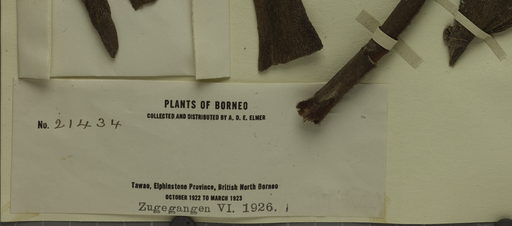 PLANTS OF BORNEO
COLLECTED AND DISTRIBUTED BY A. D. E. ELMER
No. 21434
Tawao, Elphinstone Province, British North Borneo
OCTOBER 1922 TO MARCH 1923
Zugegangen VI. 1926.